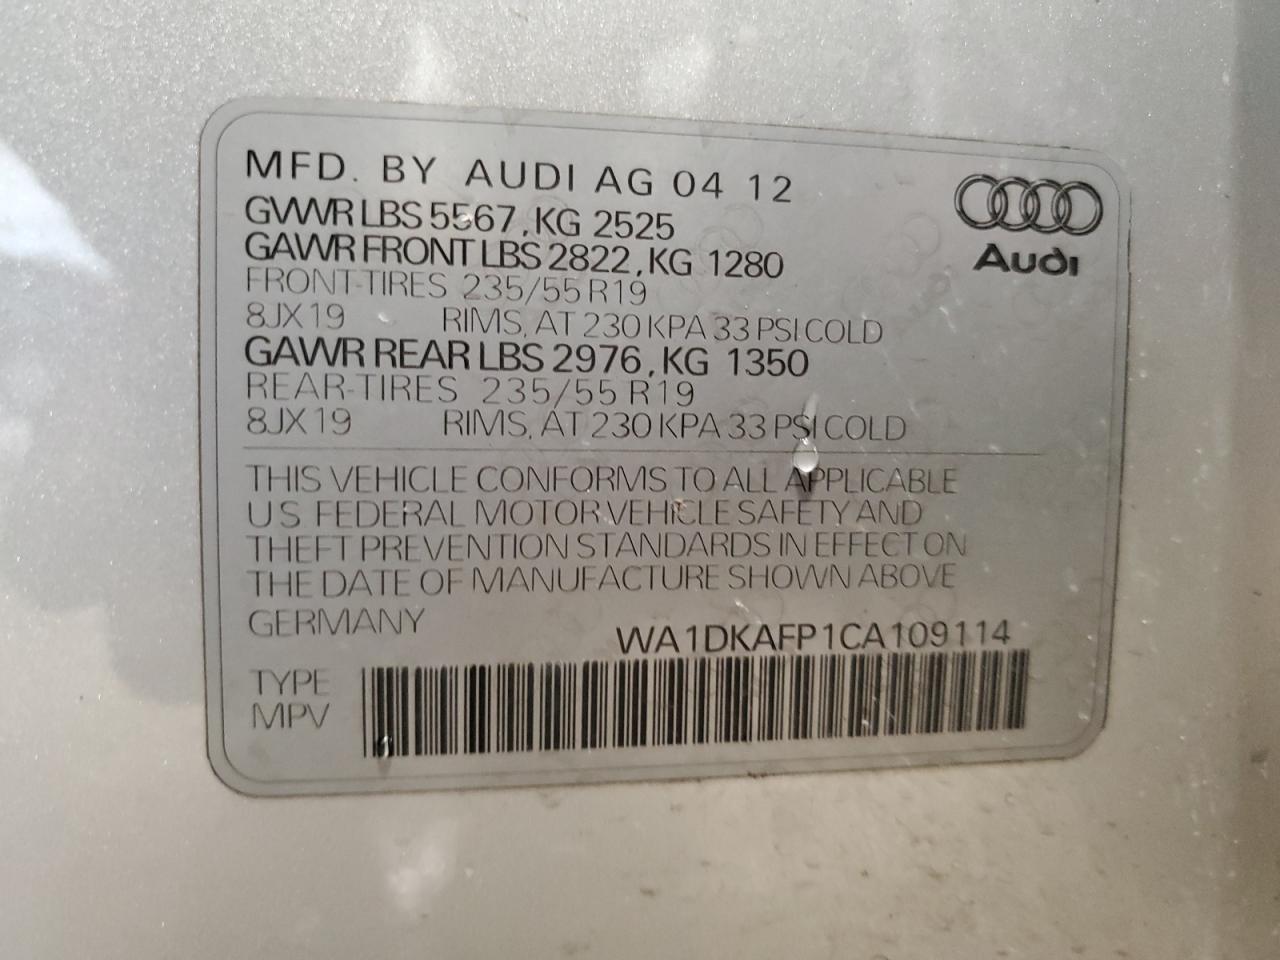 MFD. BY AUDI AG 04 12
GVWR LBS 5567, KG 2525
GAWR FRONT LBS 2822, KG 1280
FRONT-TIRES 235/55 R19
8JX19 RIMS, AT 230 KPA 33 PSI COLD
GAWR REAR LBS 2976, KG 1350
REAR-TIRES 235/55 R19
8JX19 RIMS, AT 230 KPA 33 PSI COLD
Audi
THIS VEHICLE CONFORMS TO ALL APPLICABLE
US FEDERAL MOTOR VEHICLE SAFETY AND
THEFT PREVENTION STANDARDS IN EFFECT ON
THE DATE OF MANUFACTURE SHOWN ABOVE
GERMANY
WA1DKAFP1CA109114
TYPE
MPV